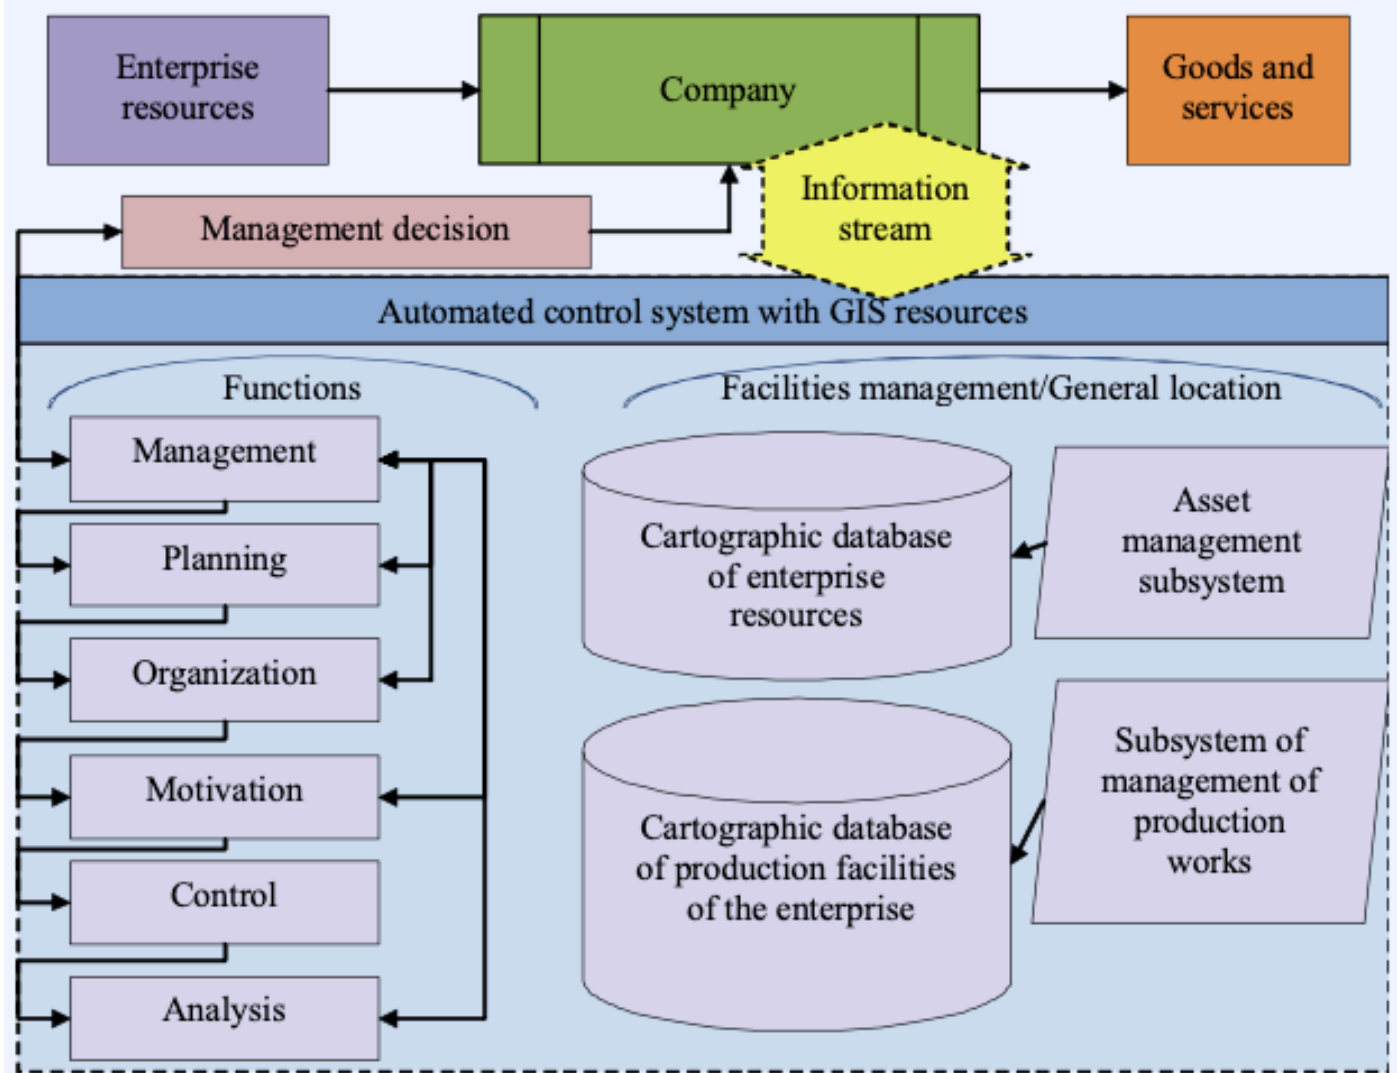 Enterprise
resources
Company
Goods and
services
Management decision
Information
stream
Automated control system with GIS resources
Functions
Facilities management/General location
Management
Planning
Organization
Motivation
Control
Analysis
Cartographic database
of enterprise
resources
Asset
management
subsystem
Cartographic database
of production facilities
of the enterprise
Subsystem of
management of
production
works